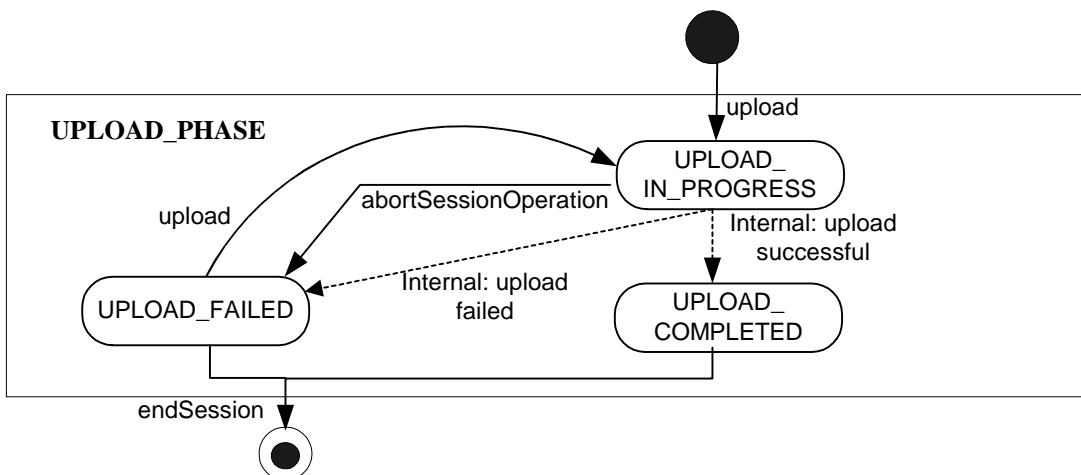 upload
UPLOAD_PHASE
UPLOAD_
IN_PROGRESS
abortSessionOperation
upload
Internal: upload
successful
Internal: upload
failed
UPLOAD_FAILED
UPLOAD_
COMPLETED
endSession